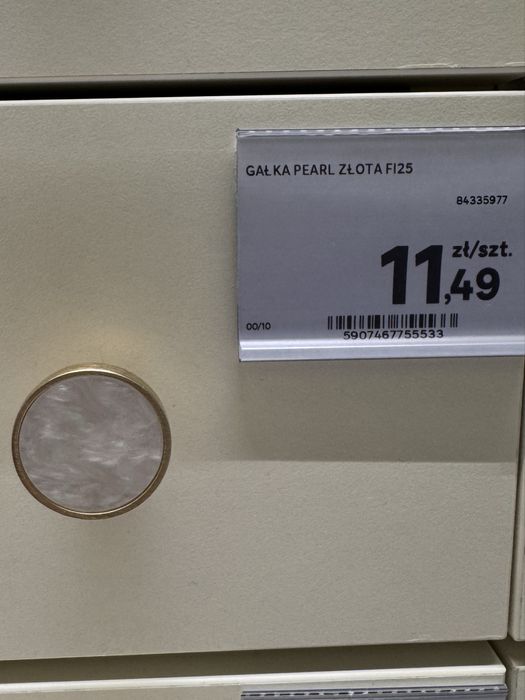 GAŁKA PEARL ZŁOTA FI25
84335977
zł/szt.
11,49
00/10
5907467755533